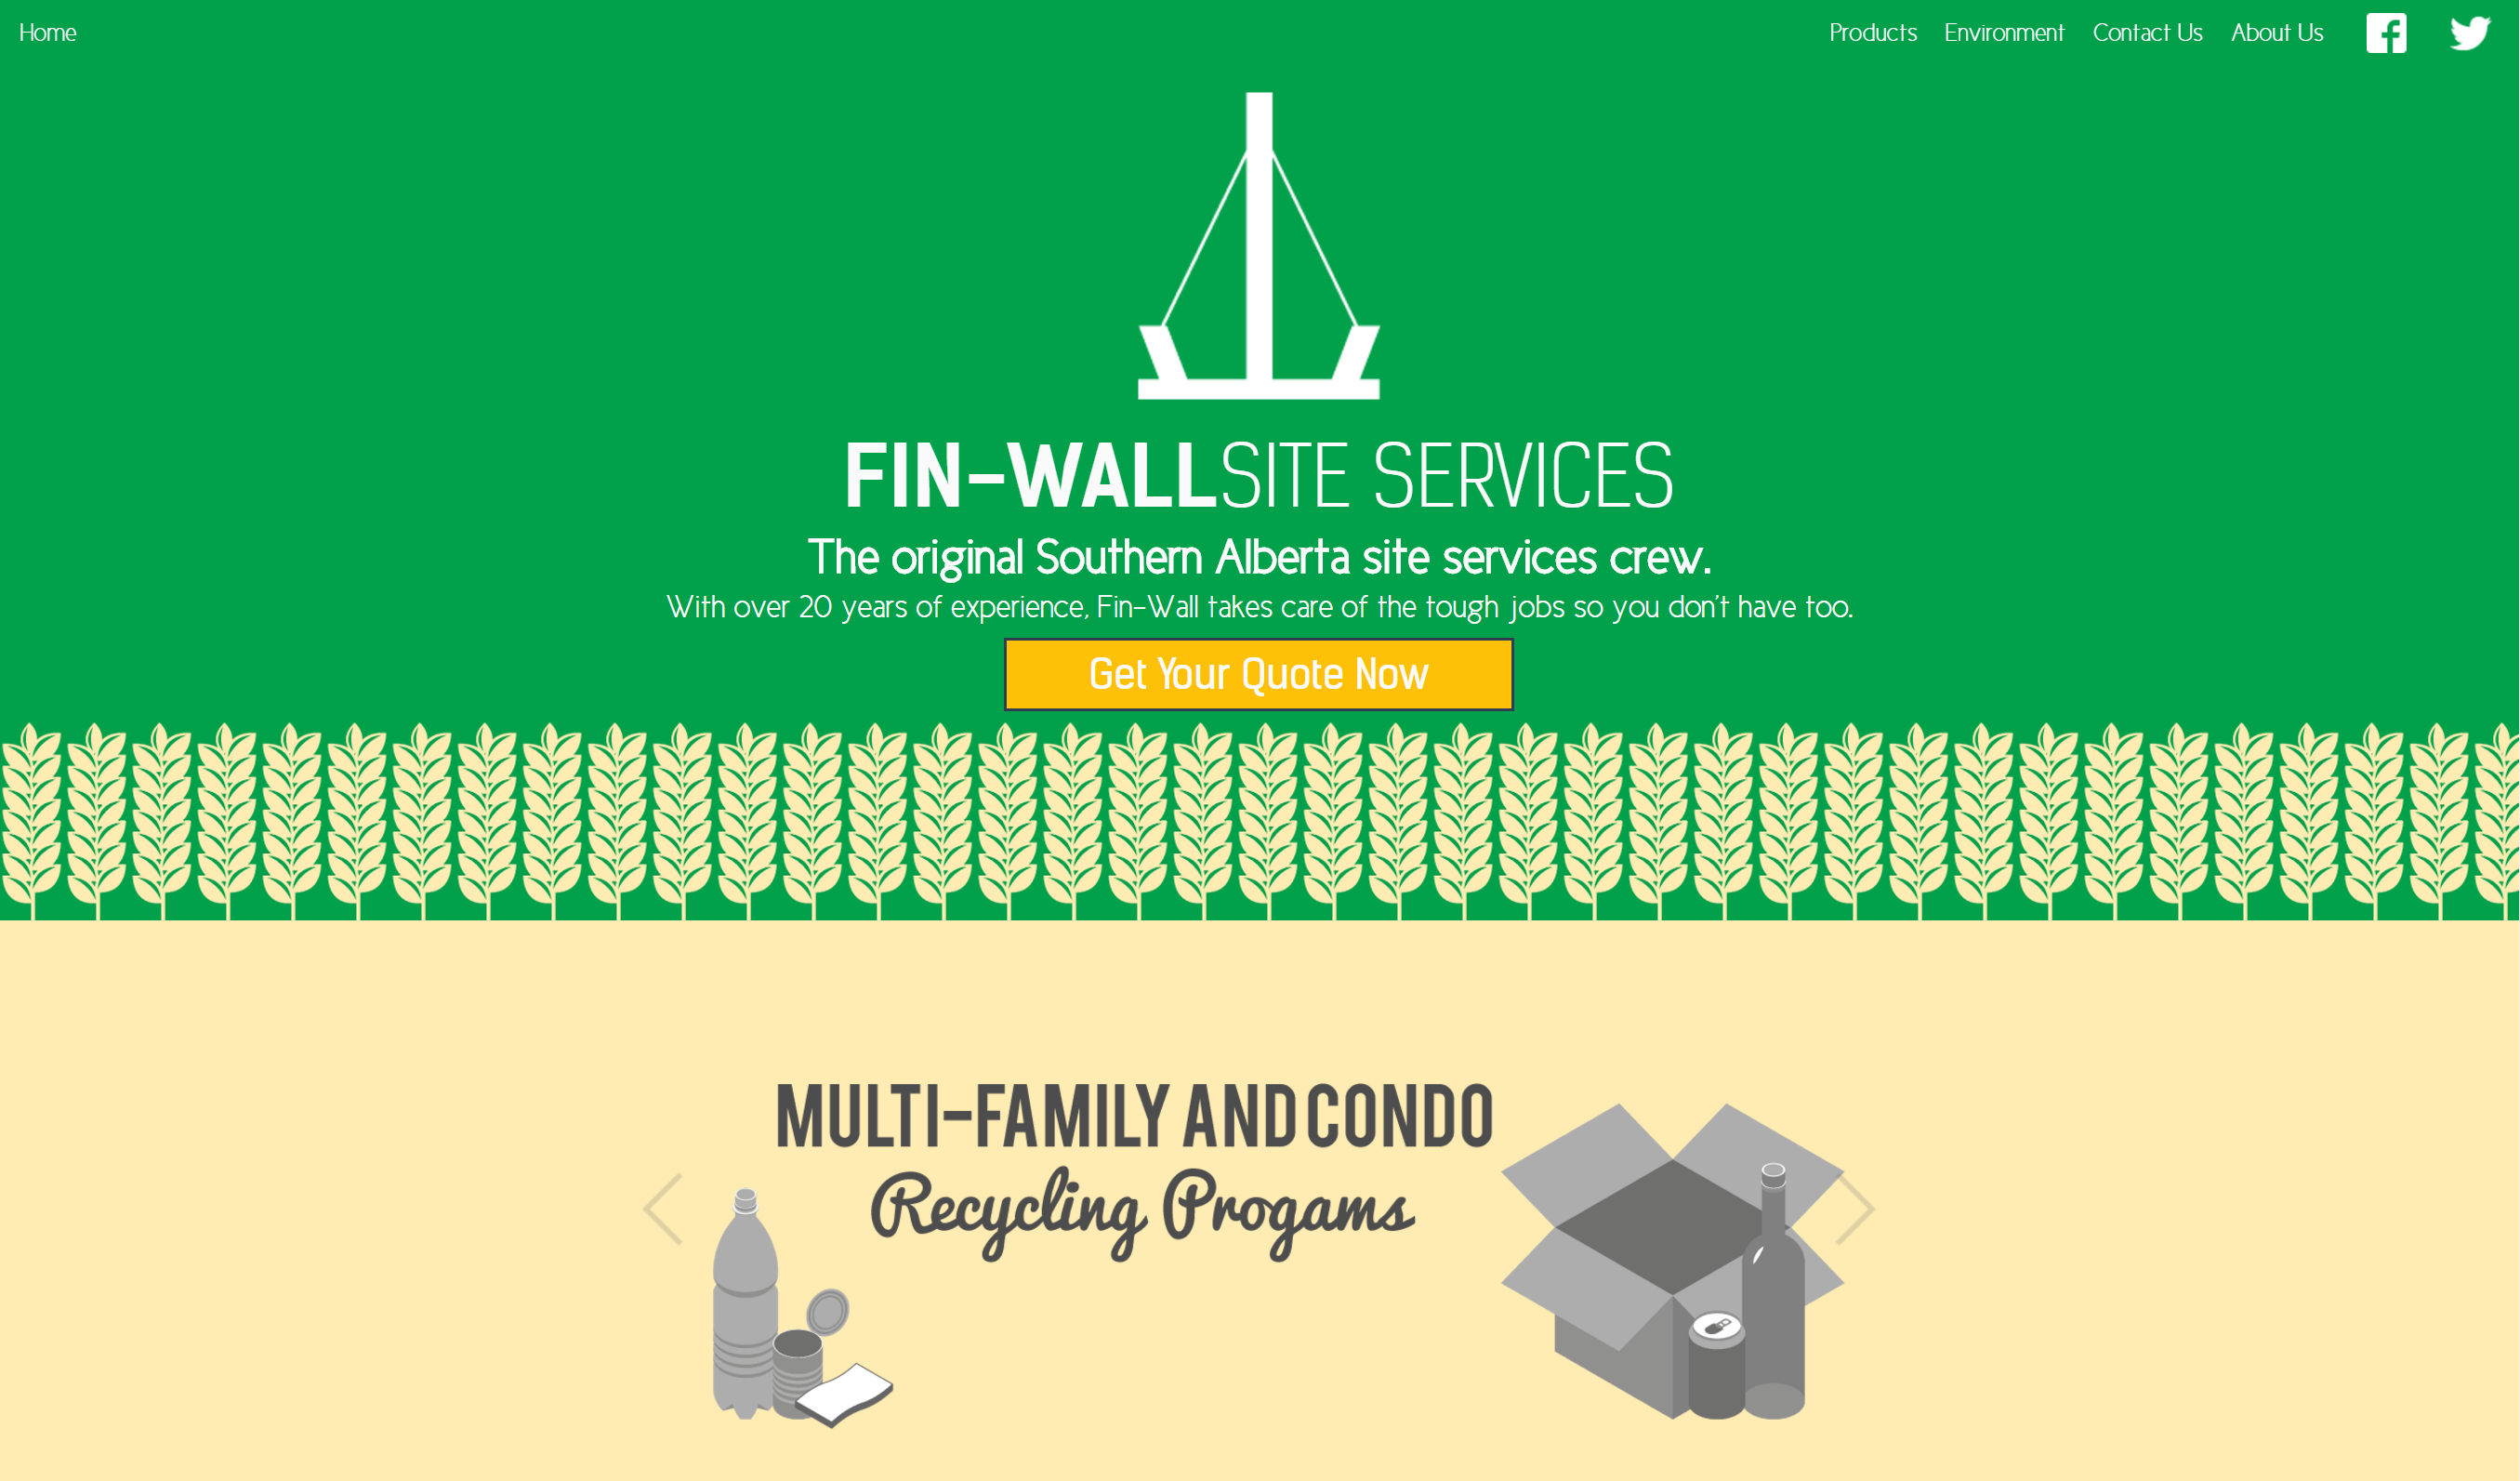 Home
Products Environment Contact Us About Us
FIN-WALLSITE SERVICES
The original Southern Alberta site services crew.
With over 20 years of experience, Fin-Wall takes care of the tough jobs so you don't have too.
Get Your Quote Now
MULTI-FAMILY AND CONDO
Recycling Progams